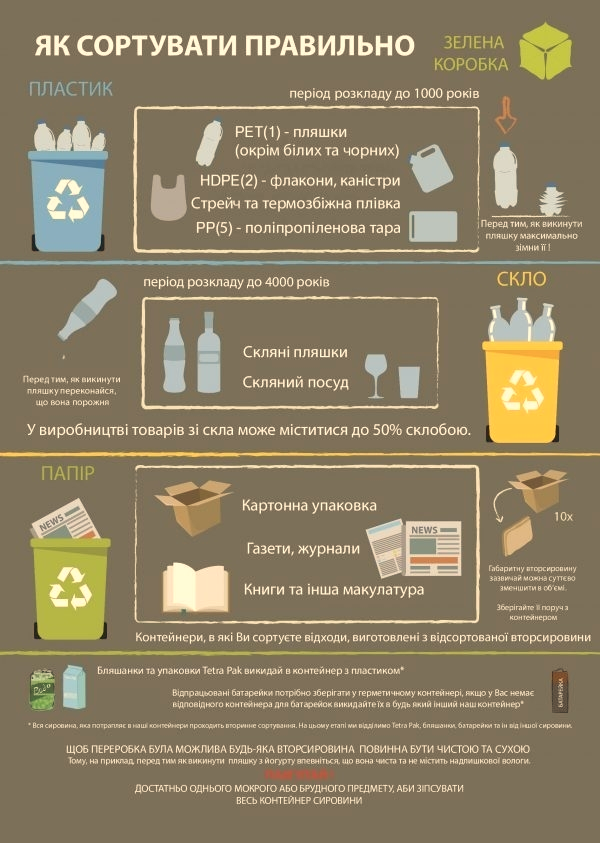 ЯК СОРТУВАТИ ПРАВИЛЬНО
ЗЕЛЕНА
КОРОБКА
ПЛАСТИК
період розкладу до 1000 років
PET(1) - пляшки
(окрім білих та чорних)
HDPE(2) - флакони, каністри
Стрейч та термозбіжна плівка
PP(5) - поліпропіленова тара
Перед тим, як викинути
пляшку максимально
зімни її !
період розкладу до 4000 років
СКЛО
Скляні пляшки
Скляний посуд
Перед тим, як викинути
пляшку переконайся,
що вона порожня
У виробництві товарів зі скла може міститися до 50% склобою.
ПАПІР
Картонна упаковка
NEWS
NEWS
Газети, журнали
Книги та інша макулатура
10x
Габаритну вторсировину
зазвичай можна суттєво
зменшити в об'ємі.
Зберігайте її поруч з
контейнером
Контейнери, в які Ви сортуєте відходи, виготовлені з відсортованої вторсировини
Бляшанки та упаковки Tetra Pak викидай в контейнер з пластиком*
БАТАРЕЙКА
Відпрацьовані батарейки потрібно зберігати у герметичному контейнері, якщо у Вас немає
відповідного контейнера для батарейок викидайте їх в будь який інший наш контейнер*
* Вся сировина, яка потрапляє в наші контейнери проходить вторинне сортування. На цьому етапі ми відділимо Tetra Pak, бляшанки, батарейки та ін від іншої сировини.
ЩОБ ПЕРЕРОБКА БУЛА МОЖЛИВА БУДЬ-ЯКА ВТОРСИРОВИНА ПОВИННА БУТИ ЧИСТОЮ ТА СУХОЮ
Тому, на приклад, перед тим як викинути пляшку з йогурту впевніться, що вона чиста та не містить надлишкової вологи.
ДОСТАТНЬО ОДНЬОГО МОКРОГО АБО БРУДНОГО ПРЕДМЕТУ, АБИ ЗІПСУВАТИ
ВЕСЬ КОНТЕЙНЕР СИРОВИНИ